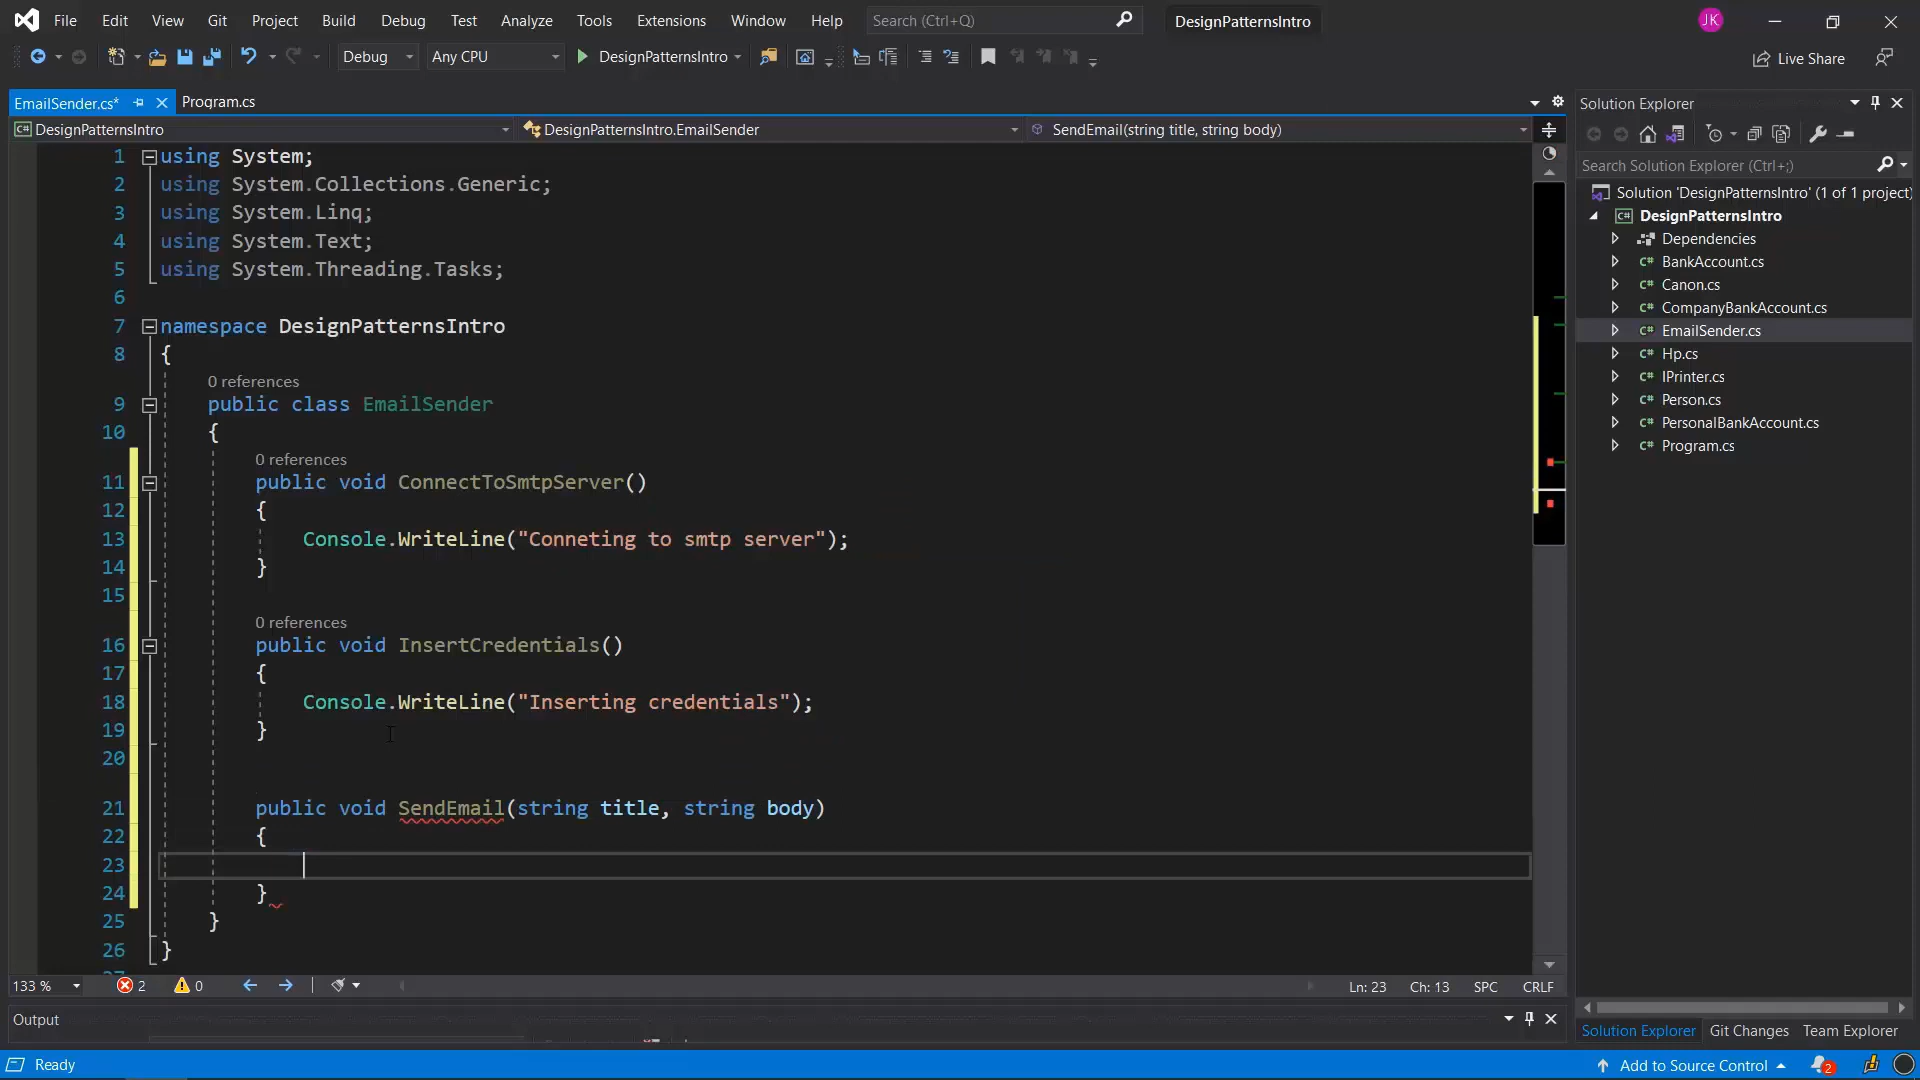 File Edit View Git Project Build Debug Test Analyze Tools Extensions Window Help Search (Ctrl+Q) DesignPatternsIntro JK
Debug Any CPU DesignPatternsIntro Live Share
EmailSender.cs* Program.cs
DesignPatternsIntro DesignPatternsIntro.EmailSender SendEmail(string title, string body)
1 using System;
2 using System.Collections.Generic;
3 using System.Linq;
4 using System.Text;
5 using System.Threading.Tasks;
6
7 namespace DesignPatternsIntro
8 {
0 references
9 public class EmailSender
10 {
0 references
11 public void ConnectToSmtpServer()
12 {
13 Console.WriteLine("Conneting to smtp server");
14 }
15
0 references
16 public void InsertCredentials()
17 {
18 Console.WriteLine("Inserting credentials");
19 }
20
21 public void SendEmail(string title, string body)
22 {
23
24 }
25 }
26 }
133 % 2 0 Ln: 23 Ch: 13 SPC CRLF
Output
Solution Explorer
Search Solution Explorer (Ctrl+;)
Solution 'DesignPatternsIntro' (1 of 1 project)
C# DesignPatternsIntro
Dependencies
C# BankAccount.cs
C# Canon.cs
C# CompanyBankAccount.cs
C# EmailSender.cs
C# Hp.cs
C# IPrinter.cs
C# Person.cs
C# PersonalBankAccount.cs
C# Program.cs
Solution Explorer Git Changes Team Explorer
Ready Add to Source Control 2